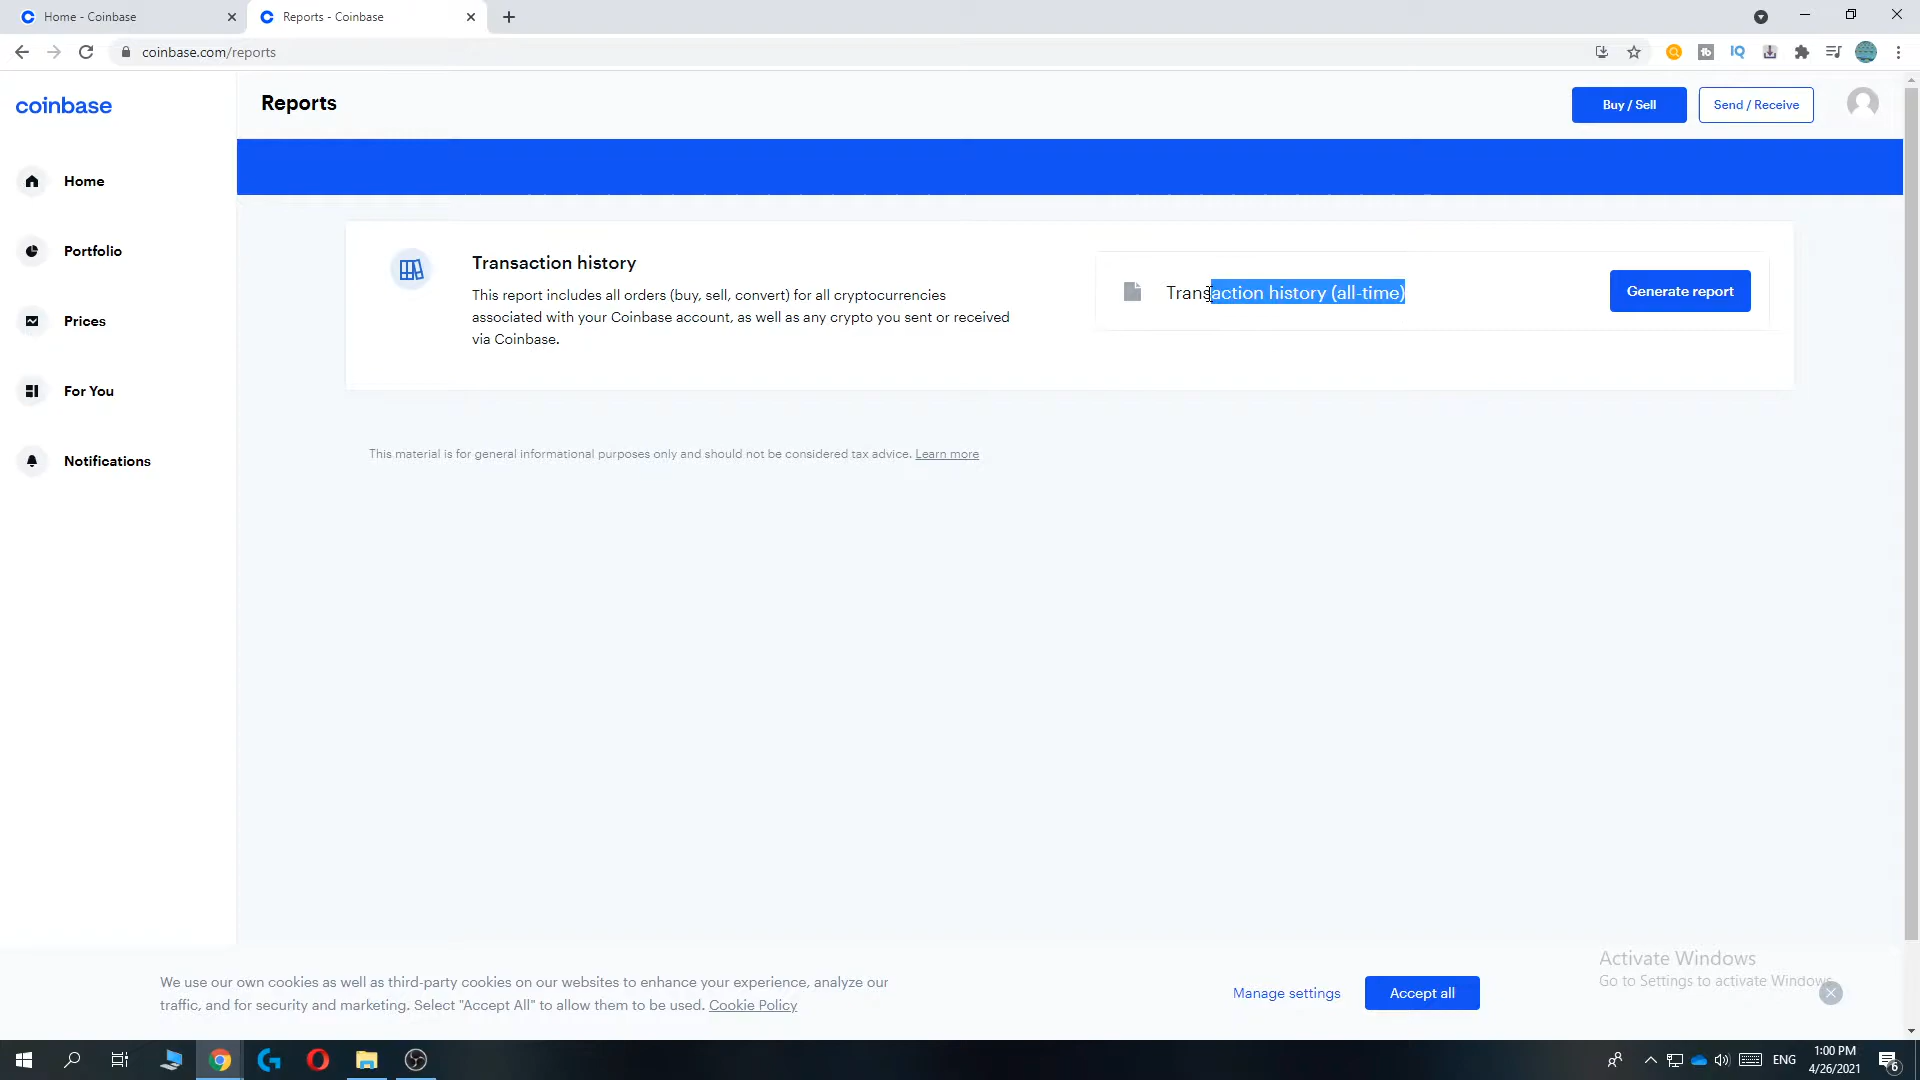 Home - Coinbase
Reports - Coinbase
coinbase.com/reports
coinbase
Reports
Buy / Sell
Send / Receive
Home
Portfolio
Prices
For You
Notifications
Transaction history
This report includes all orders (buy, sell, convert) for all cryptocurrencies
associated with your Coinbase account, as well as any crypto you sent or received
via Coinbase.
Transaction history (all-time)
Generate report
This material is for general informational purposes only and should not be considered tax advice. Learn more
Activate Windows
Go to Settings to activate Windows.
We use our own cookies as well as third-party cookies on our websites to enhance your experience, analyze our
traffic, and for security and marketing. Select "Accept All" to allow them to be used. Cookie Policy
Manage settings
Accept all
ENG
1:00 PM
4/26/2021
6
IQ
tb